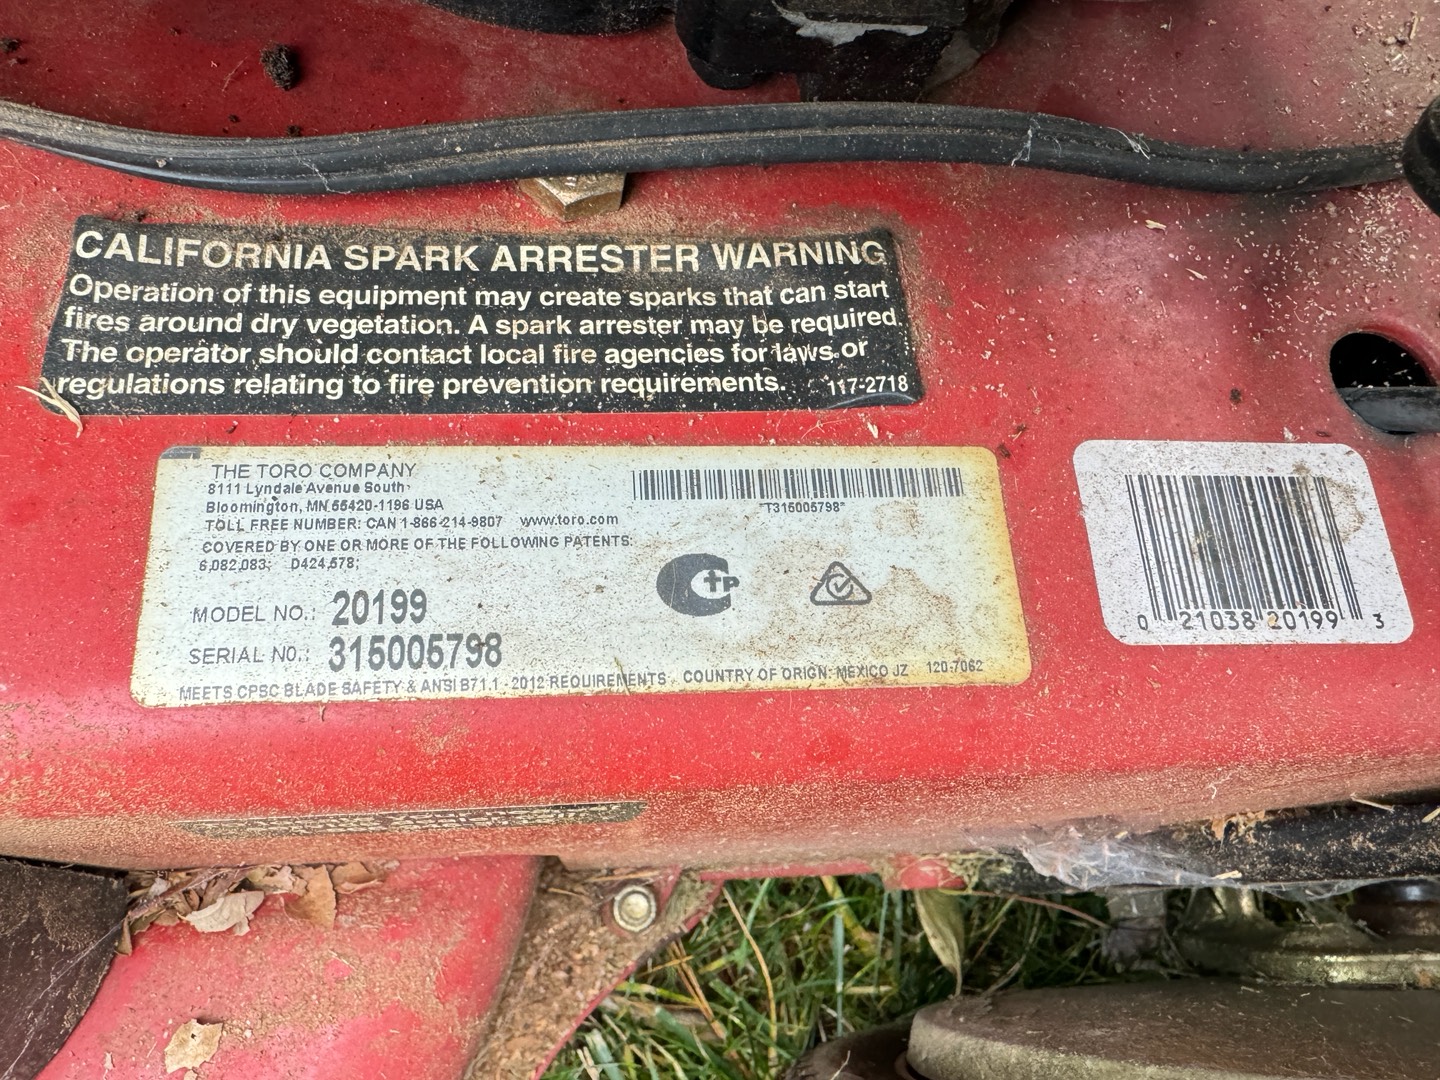 CALIFORNIA SPARK ARRESTER WARNING
Operation of this equipment may create sparks that can start
fires around dry vegetation. A spark arrester may be required.
The operator should contact local fire agencies for laws or
regulations relating to fire prevention requirements.
117-2718
THE TORO COMPANY
8111 Lyndale Avenue South
Bloomington, MN 55420-1196 USA
TOLL FREE NUMBER: CAN 1-866-214-9807 www.toro.com
COVERED BY ONE OR MORE OF THE FOLLOWING PATENTS:
6,082,083; D424,578;
MODEL NO.: 20199
SERIAL NO.: 315005798
MEETS CPSC BLADE SAFETY & ANSI B71.1 - 2012 REQUIREMENTS COUNTRY OF ORIGN: MEXICO JZ 120-7062
"T315005798"
CTP
0 21038 20199 3